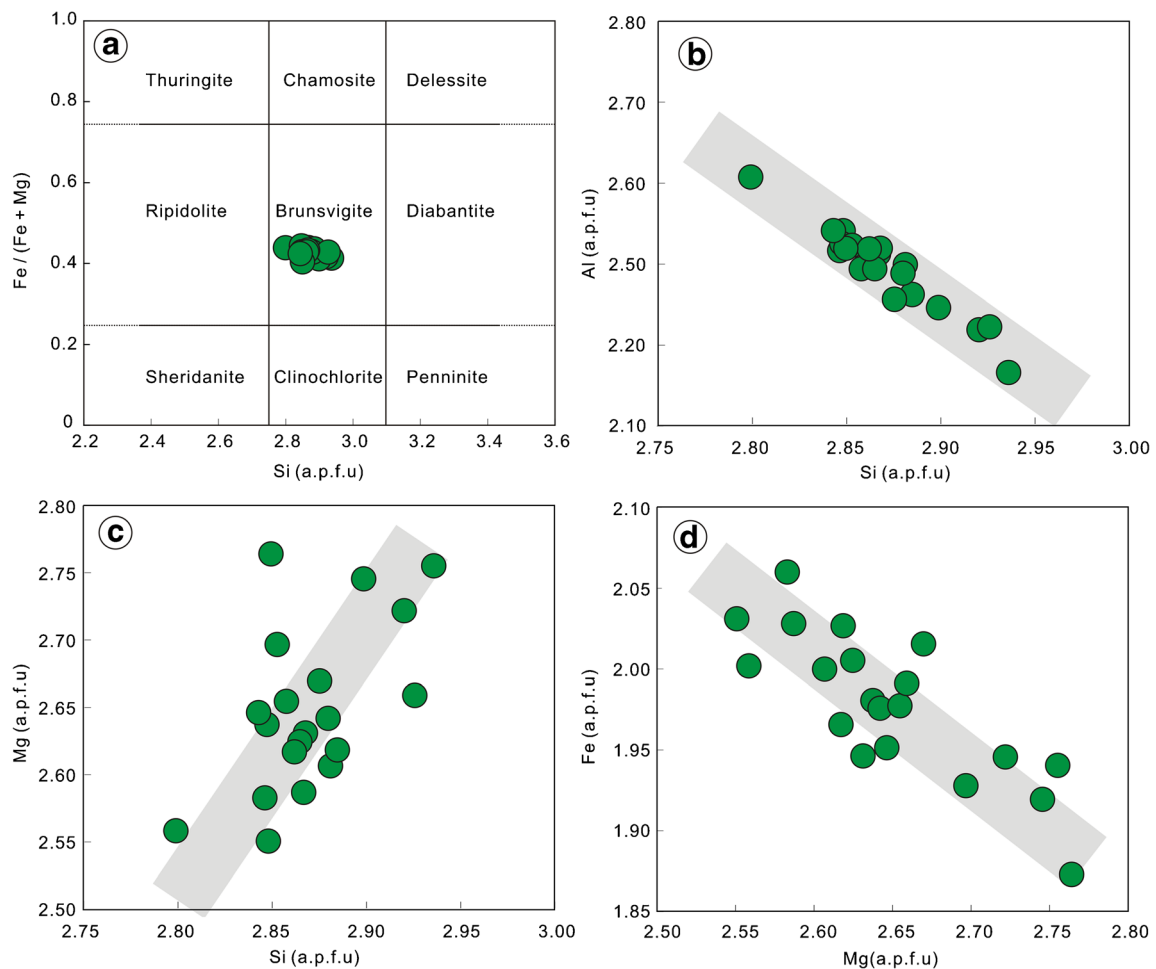 a
1.0
0.8
0.6
0.4
0.2
0
Fe / (Fe + Mg)
Thuringite Chamosite Delessite
Ripidolite Brunsvigite Diabantite
Sheridanite Clinochlorite Penninite
2.2 2.4 2.6 2.8 3.0 3.2 3.4 3.6
Si (a.p.f.u)
b
2.80
2.70
2.60
2.50
2.20
2.10
Al (a.p.f.u)
2.75 2.80 2.85 2.90 2.95 3.00
Si (a.p.f.u)
c
2.80
2.75
2.70
2.65
2.60
2.55
2.50
Mg (a.p.f.u)
2.75 2.80 2.85 2.90 2.95 3.00
Si (a.p.f.u)
d
2.10
2.05
2.00
1.95
1.90
1.85
Fe (a.p.f.u)
2.50 2.55 2.60 2.65 2.70 2.75 2.80
Mg(a.p.f.u)